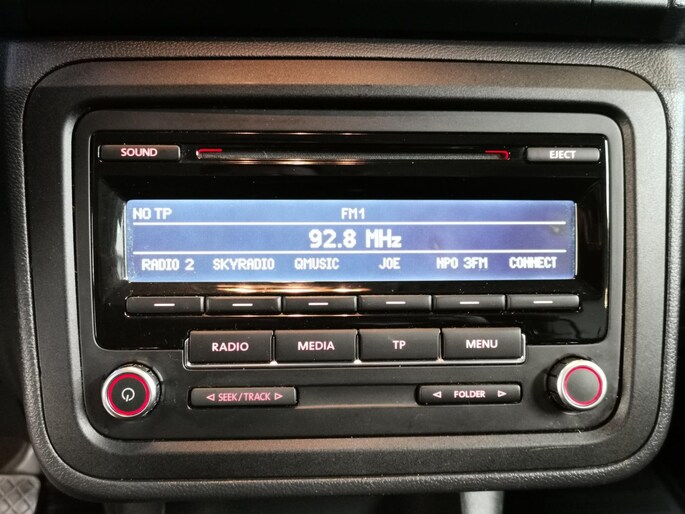 SOUND
EJECT
NO TP FM1
92.8 MHz
RADIO 2 SKYRADIO QMUSIC JOE NPO 3FM CONNECT
RADIO MEDIA TP MENU
SEEK/TRACK FOLDER